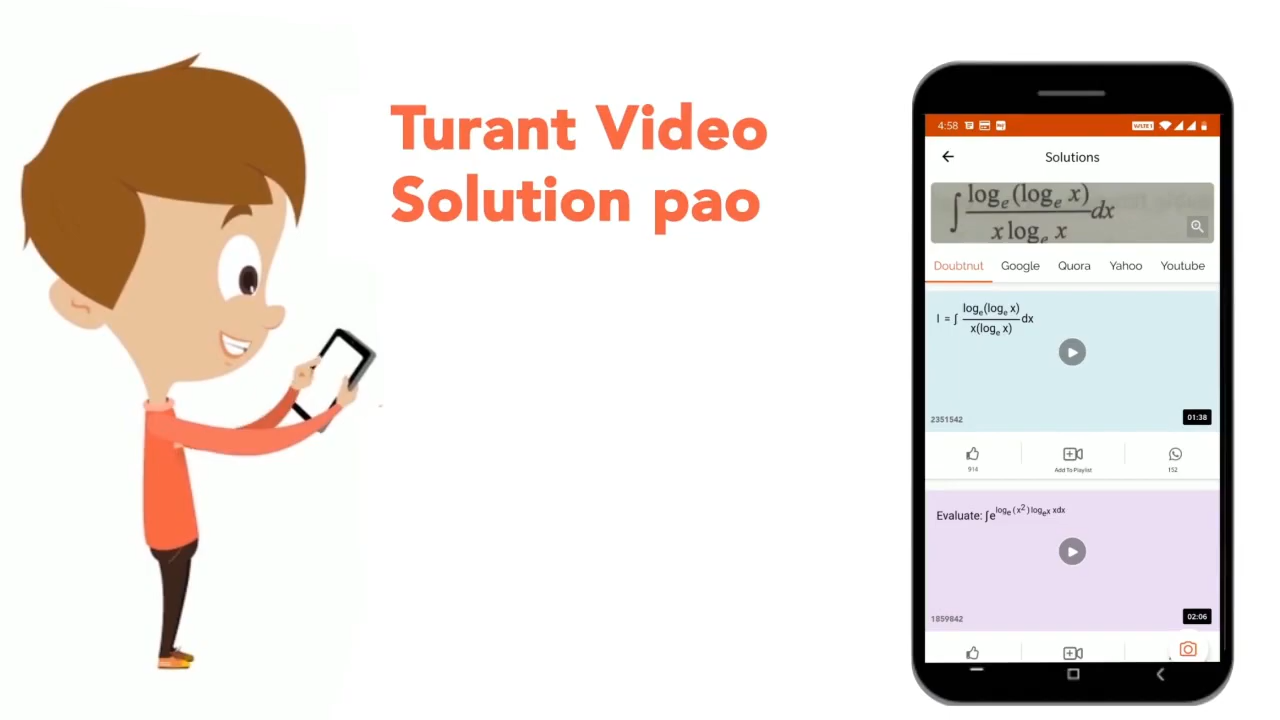 Turant Video
Solution pao
4:58
VoLTE1
Solutions
∫ logₑ(logₑ x) / x logₑ x dx
Doubtnut Google Quora Yahoo Youtube
I = ∫ logₑ(logₑ x) / x(logₑ x) dx
2351542 01:38
914 Add To Playlist 152
Evaluate: ∫e^logₑ(x²)logₑx xdx
1859842 02:06